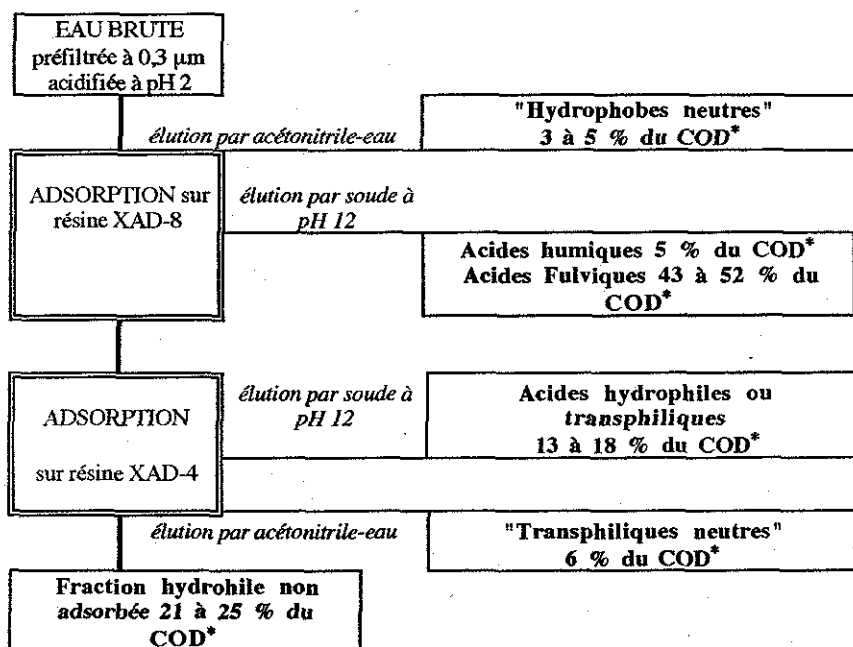 EAU BRUTE
préfiltrée à 0,3 µm
acidifiée à pH 2
élution par acétonitrile-eau
"Hydrophobes neutres"
3 à 5 % du COD*
ADSORPTION sur
résine XAD-8
élution par soude à
pH 12
Acides humiques 5 % du COD*
Acides Fulviques 43 à 52 % du
COD*
ADSORPTION
sur résine XAD-4
élution par soude à
pH 12
Acides hydrophiles ou
transphiliques
13 à 18 % du COD*
élution par acétonitrile-eau
"Transphiliques neutres"
6 % du COD*
Fraction hydrohile non
adsorbée 21 à 25 % du
COD*